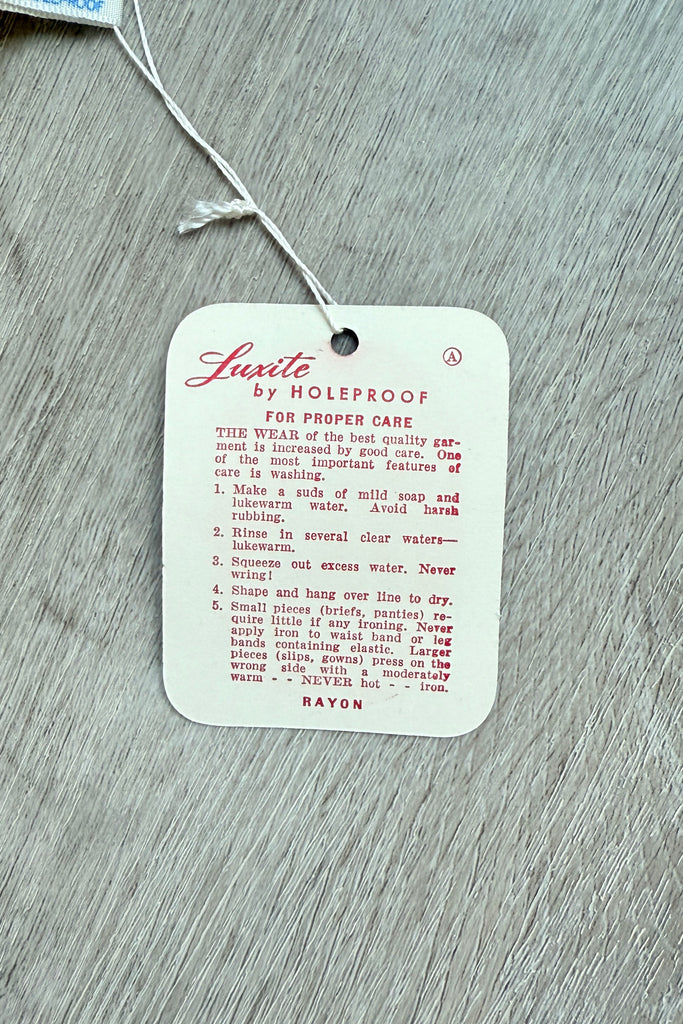 Luxite
Ⓐ
by HOLEPROOF
FOR PROPER CARE
THE WEAR of the best quality gar-
ment is increased by good care. One
of the most important features of
care is washing.
1. Make a suds of mild soap and
lukewarm water. Avoid harsh
rubbing.
2. Rinse in several clear waters—
lukewarm.
3. Squeeze out excess water. Never
wring!
4. Shape and hang over line to dry.
5. Small pieces (briefs, panties) re-
quire little if any ironing. Never
apply iron to waist band or leg
bands containing elastic. Larger
pieces (slips, gowns) press on the
wrong side with a moderately
warm - - NEVER hot - - iron.
RAYON